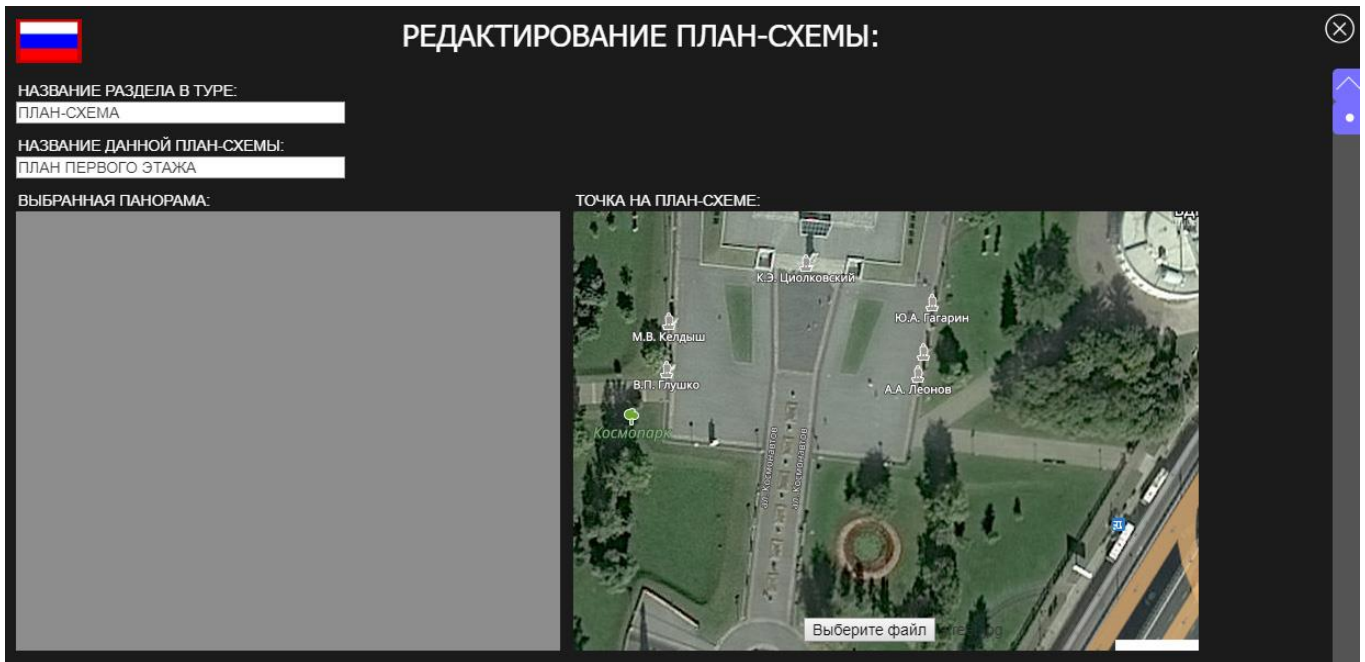 РЕДАКТИРОВАНИЕ ПЛАН-СХЕМЫ:
НАЗВАНИЕ РАЗДЕЛА В ТУРЕ:
ПЛАН-СХЕМА
НАЗВАНИЕ ДАННОЙ ПЛАН-СХЕМЫ:
ПЛАН ПЕРВОГО ЭТАЖА
ВЫБРАННАЯ ПАНОРАМА:
ТОЧКА НА ПЛАН-СХЕМЕ:
К.Э. Циолковский
Ю.А. Гагарин
М.В. Келдыш
В.П. Глушко
А.А. Леонов
Космопарк
ал. Космонавтов
ал. Космонавтов
Выберите файл